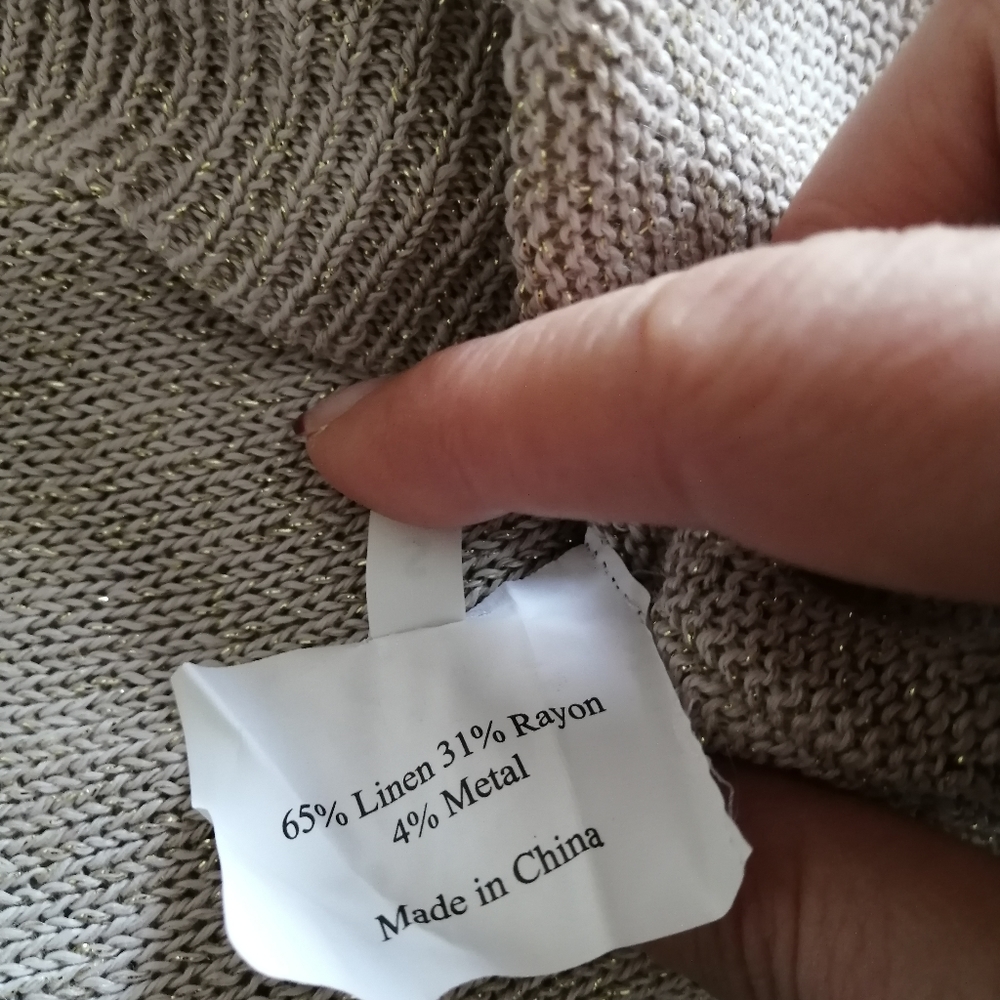 65% Linen 31% Rayon
4% Metal
Made in China